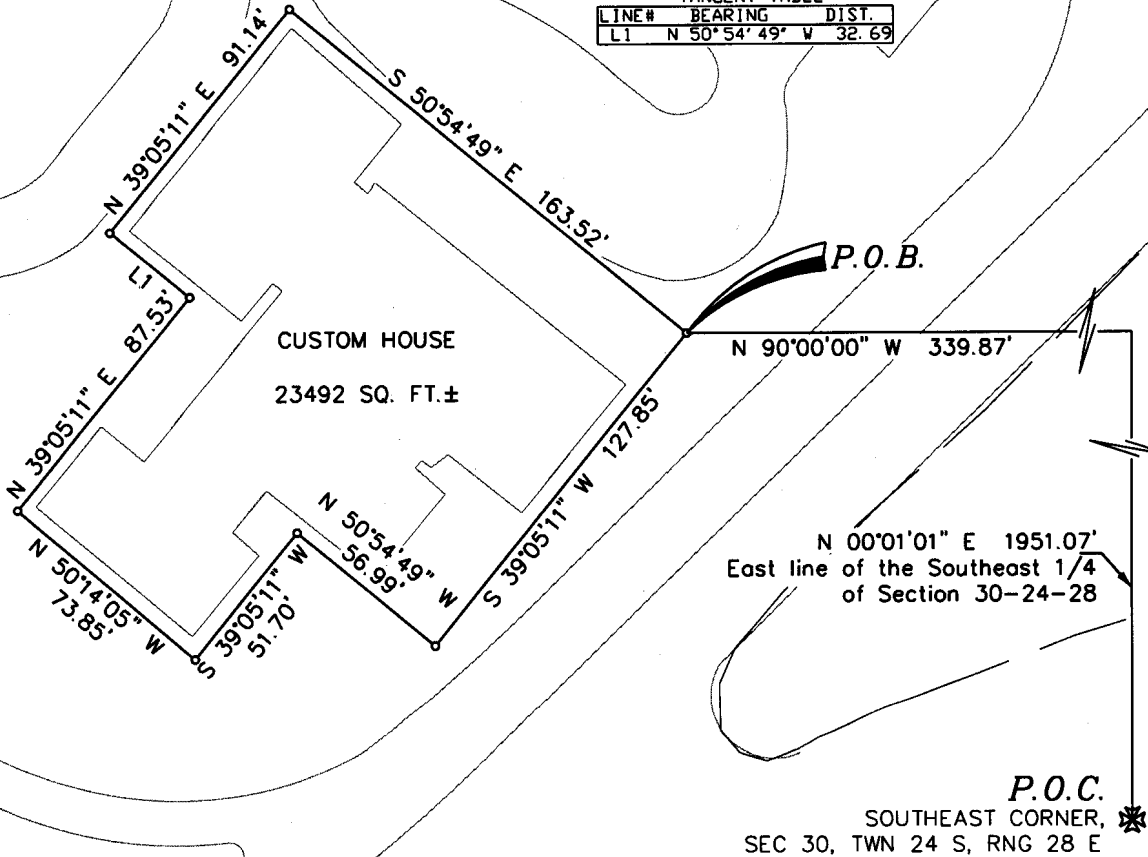 LINE# BEARING DIST.
L1 N 50°54'49" W 32.69
N 39°05'11" E 91.14'
S 50°54'49" E 163.52'
P.O.B.
L1
N 90°00'00" W 339.87'
N 39°05'11" E 87.53'
CUSTOM HOUSE
23492 SQ. FT.±
S 39°05'11" W 127.85'
N 50°54'49" W
56.99'
N 50°14'05" W
73.85'
S 39°05'11" W
51.70'
N 00°01'01" E 1951.07'
East line of the Southeast 1/4
of Section 30-24-28
P.O.C.
SOUTHEAST CORNER,
SEC 30, TWN 24 S, RNG 28 E